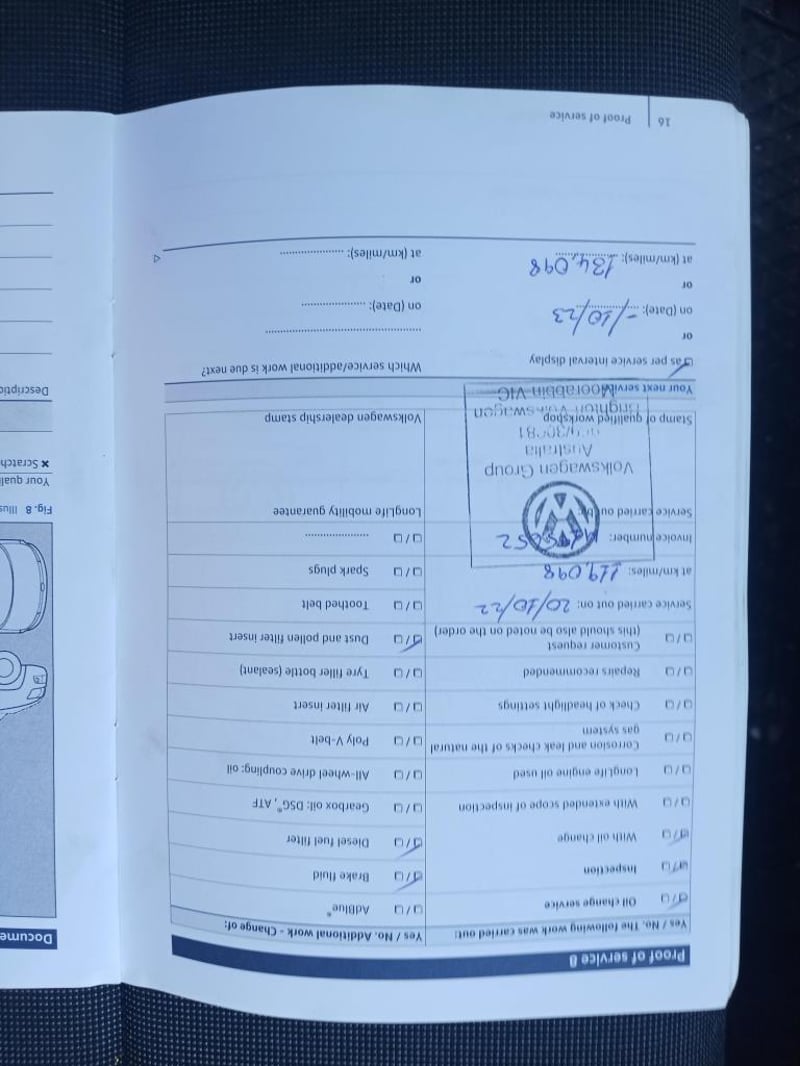 Proof of service 8
Yes / No. The following work was carried out:
Oil change service
Inspection
With oil change
With extended scope of inspection
LongLife engine oil used
Corrosion and leak checks of the natural
gas system
Check of headlight settings
Repairs recommended
Customer request
(this should also be noted on the order)
Service carried out on: 20/10/22
at km/miles: 119,098
Invoice number:
Service carried out by:
Volkswagen Group
Australia
Stamp of qualified workshop
Brighton Volkswagen
Moorabbin VIC
Yes / No. Additional work - Change of:
AdBlue®
Brake fluid
Diesel fuel filter
Gearbox oil: DSG®, ATF
All-wheel drive coupling: oil
Poly V-belt
Air filter insert
Tyre filler bottle (sealant)
Dust and pollen filter insert
Toothed belt
Spark plugs
....................
LongLife mobility guarantee
Volkswagen dealership stamp
Your next service
as per service interval display
or
on (Date): -/10/23
or
at (km/miles): 134,098
Which service/additional work is due next?
................................................
on (Date): ....................
or
at (km/miles): ....................
16 Proof of service
Docume
Fig. 8 Illus
Your quali
Scratch
Descriptio